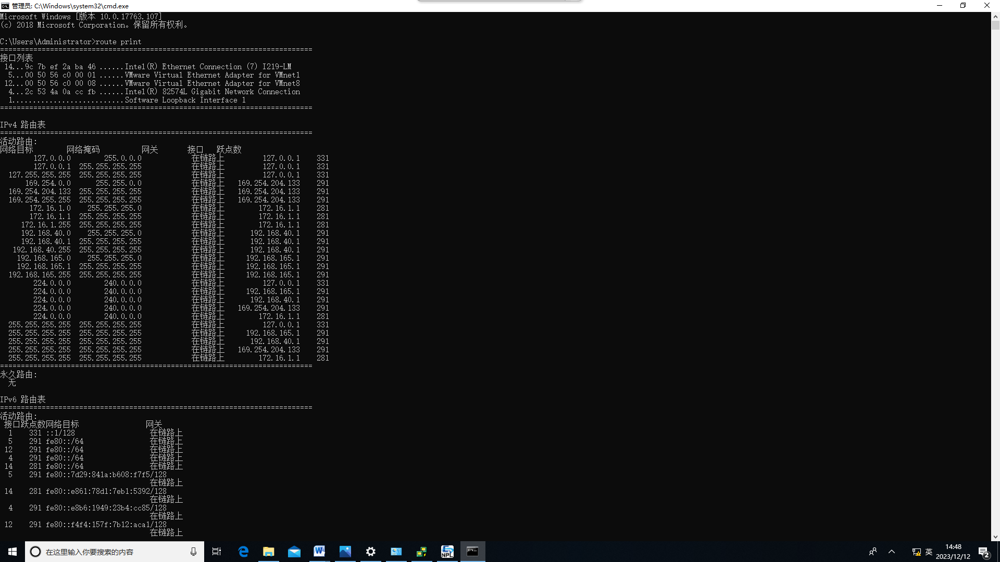 管理员: C:\Windows\system32\cmd.exe
Microsoft Windows [版本 10.0.17763.107]
(c) 2018 Microsoft Corporation。保留所有权利。
C:\Users\Administrator>route print
===========================================================================
接口列表
 14...9c 7b ef 2a ba 46 ......Intel(R) Ethernet Connection (7) I219-LM
  5...00 50 56 c0 00 01 ......VMware Virtual Ethernet Adapter for VMnet1
 12...00 50 56 c0 00 08 ......VMware Virtual Ethernet Adapter for VMnet8
  4...2c 53 4a 0a cc fb ......Intel(R) 82574L Gigabit Network Connection
  1...........................Software Loopback Interface 1
===========================================================================
IPv4 路由表
===========================================================================
活动路由:
网络目标 网络掩码 网关 接口 跃点数
127.0.0.0 255.0.0.0 在链路上 127.0.0.1 331
127.0.0.1 255.255.255.255 在链路上 127.0.0.1 331
127.255.255.255 255.255.255.255 在链路上 127.0.0.1 331
169.254.0.0 255.255.0.0 在链路上 169.254.204.133 291
169.254.204.133 255.255.255.255 在链路上 169.254.204.133 291
169.254.255.255 255.255.255.255 在链路上 169.254.204.133 291
172.16.1.0 255.255.255.0 在链路上 172.16.1.1 281
172.16.1.1 255.255.255.255 在链路上 172.16.1.1 281
172.16.1.255 255.255.255.255 在链路上 172.16.1.1 281
192.168.40.0 255.255.255.0 在链路上 192.168.40.1 291
192.168.40.1 255.255.255.255 在链路上 192.168.40.1 291
192.168.40.255 255.255.255.255 在链路上 192.168.40.1 291
192.168.165.0 255.255.255.0 在链路上 192.168.165.1 291
192.168.165.1 255.255.255.255 在链路上 192.168.165.1 291
192.168.165.255 255.255.255.255 在链路上 192.168.165.1 291
224.0.0.0 240.0.0.0 在链路上 127.0.0.1 331
224.0.0.0 240.0.0.0 在链路上 192.168.165.1 291
224.0.0.0 240.0.0.0 在链路上 192.168.40.1 291
224.0.0.0 240.0.0.0 在链路上 169.254.204.133 291
224.0.0.0 240.0.0.0 在链路上 172.16.1.1 281
255.255.255.255 255.255.255.255 在链路上 127.0.0.1 331
255.255.255.255 255.255.255.255 在链路上 192.168.165.1 291
255.255.255.255 255.255.255.255 在链路上 192.168.40.1 291
255.255.255.255 255.255.255.255 在链路上 169.254.204.133 291
255.255.255.255 255.255.255.255 在链路上 172.16.1.1 281
===========================================================================
永久路由:
  无
IPv6 路由表
===========================================================================
活动路由:
接口跃点数网络目标 网关
1 331 ::1/128 在链路上
5 291 fe80::/64 在链路上
12 291 fe80::/64 在链路上
4 291 fe80::/64 在链路上
14 281 fe80::/64 在链路上
5 291 fe80::7d29:841a:b608:f7f5/128
在链路上
14 281 fe80::e861:78d1:7eb1:5392/128
在链路上
4 291 fe80::e8b6:1949:23b4:cc85/128
在链路上
12 291 fe80::f4f4:157f:7b12:aca1/128
在链路上
在这里输入你要搜索的内容
NPL
英
14:48
2023/12/12
2